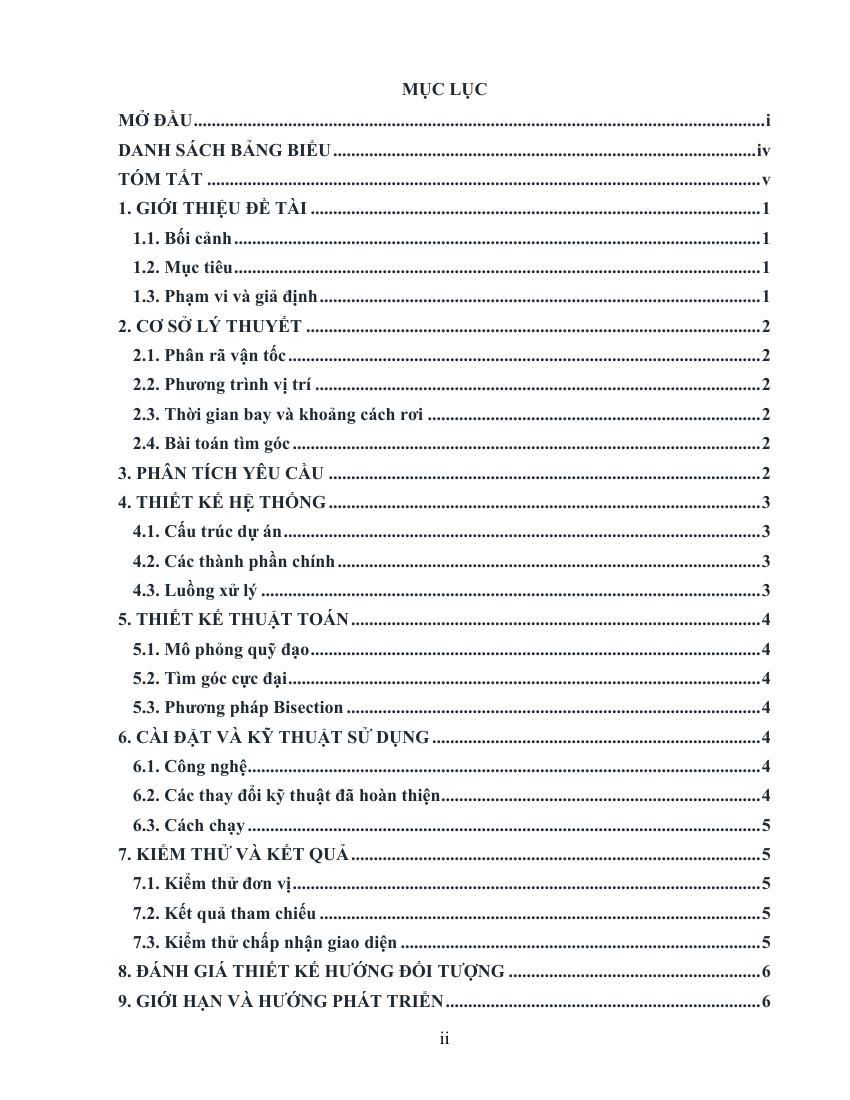 MỤC LỤC
MỞ ĐẦU....................i
DANH SÁCH BẢNG BIỂU....................iv
TÓM TẮT ....................v
1. GIỚI THIỆU ĐỀ TÀI ....................1
1.1. Bối cảnh....................1
1.2. Mục tiêu....................1
1.3. Phạm vi và giả định....................1
2. CƠ SỞ LÝ THUYẾT ....................2
2.1. Phân rã vận tốc....................2
2.2. Phương trình vị trí ....................2
2.3. Thời gian bay và khoảng cách rơi ....................2
2.4. Bài toán tìm góc....................2
3. PHÂN TÍCH YÊU CẦU ....................2
4. THIẾT KẾ HỆ THỐNG....................3
4.1. Cấu trúc dự án....................3
4.2. Các thành phần chính....................3
4.3. Luồng xử lý ....................3
5. THIẾT KẾ THUẬT TOÁN....................4
5.1. Mô phỏng quỹ đạo....................4
5.2. Tìm góc cực đại....................4
5.3. Phương pháp Bisection....................4
6. CÀI ĐẶT VÀ KỸ THUẬT SỬ DỤNG....................4
6.1. Công nghệ....................4
6.2. Các thay đổi kỹ thuật đã hoàn thiện....................4
6.3. Cách chạy....................5
7. KIỂM THỬ VÀ KẾT QUẢ....................5
7.1. Kiểm thử đơn vị....................5
7.2. Kết quả tham chiếu ....................5
7.3. Kiểm thử chấp nhận giao diện....................5
8. ĐÁNH GIÁ THIẾT KẾ HƯỚNG ĐỐI TƯỢNG ....................6
9. GIỚI HẠN VÀ HƯỚNG PHÁT TRIỂN....................6
ii